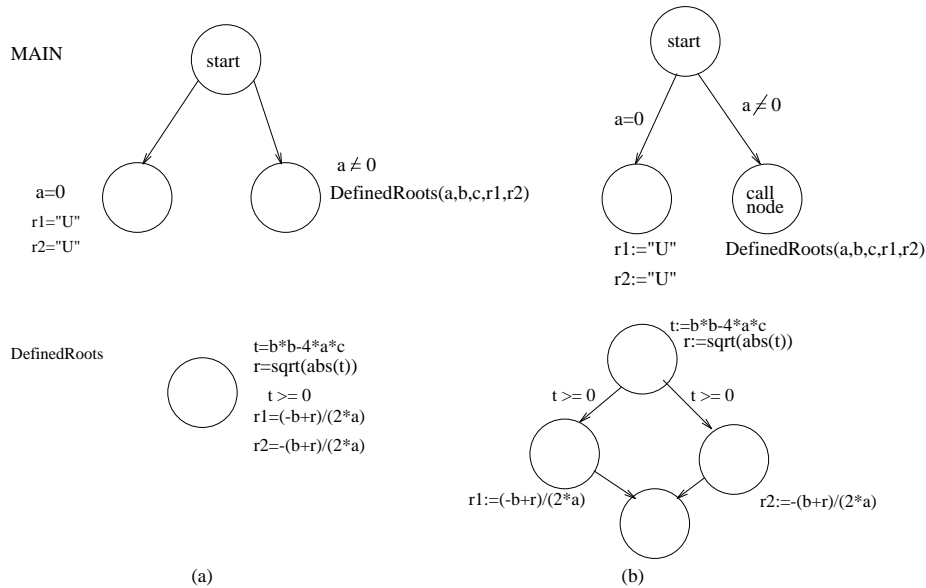 MAIN
start
a=0
r1="U"
r2="U"
a ≠ 0
DefinedRoots(a,b,c,r1,r2)
DefinedRoots
t=b*b-4*a*c
r=sqrt(abs(t))
t >= 0
r1=(-b+r)/(2*a)
r2=-(b+r)/(2*a)
(a)
start
a=0
a ≠ 0
call
node
r1:="U"
r2:="U"
DefinedRoots(a,b,c,r1,r2)
t:=b*b-4*a*c
r:=sqrt(abs(t))
t >= 0
t >= 0
r1:=(-b+r)/(2*a)
r2:=-(b+r)/(2*a)
(b)